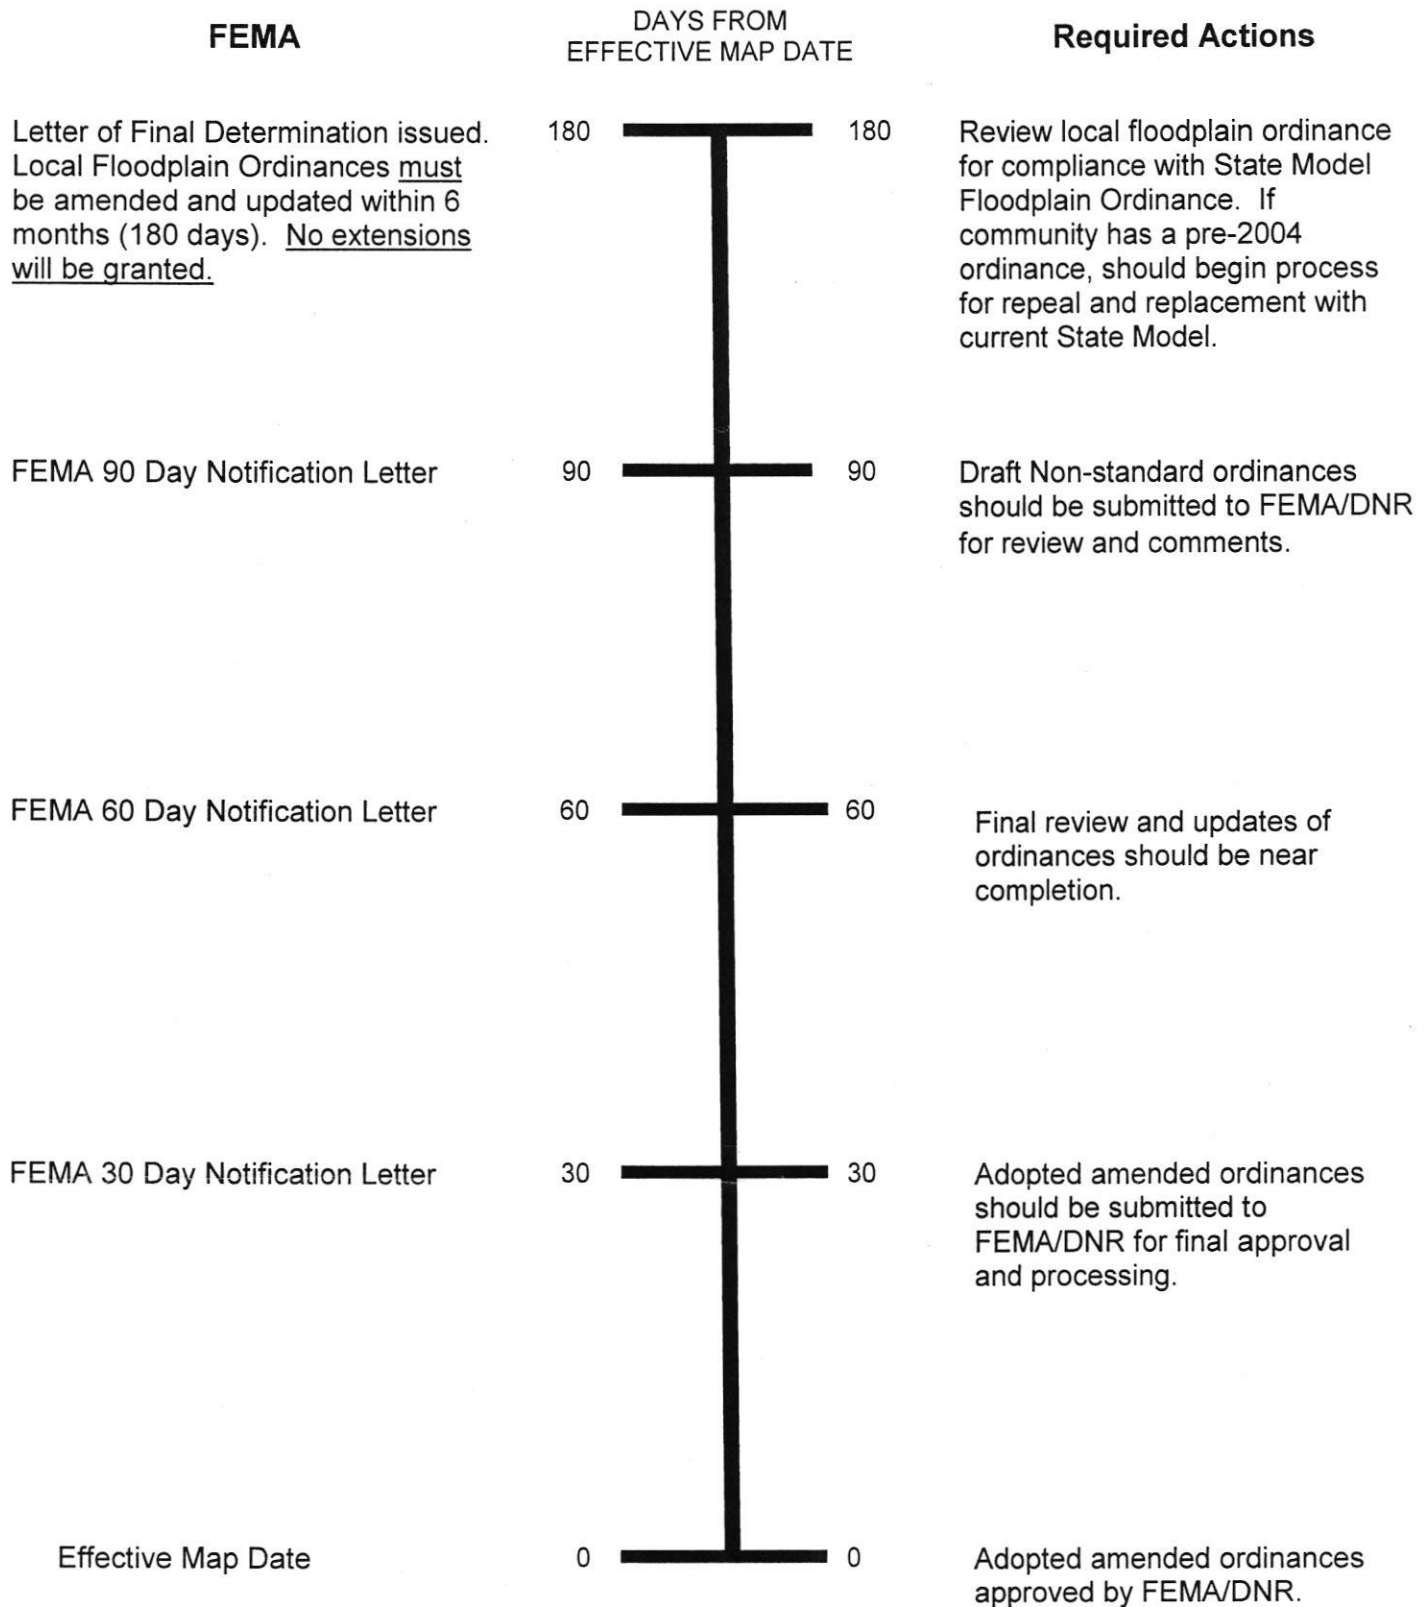 FEMA
DAYS FROM
EFFECTIVE MAP DATE
Required Actions
Letter of Final Determination issued.
Local Floodplain Ordinances must
be amended and updated within 6
months (180 days). No extensions
will be granted.
180
180
Review local floodplain ordinance
for compliance with State Model
Floodplain Ordinance. If
community has a pre-2004
ordinance, should begin process
for repeal and replacement with
current State Model.
FEMA 90 Day Notification Letter
90
90
Draft Non-standard ordinances
should be submitted to FEMA/DNR
for review and comments.
FEMA 60 Day Notification Letter
60
60
Final review and updates of
ordinances should be near
completion.
FEMA 30 Day Notification Letter
30
30
Adopted amended ordinances
should be submitted to
FEMA/DNR for final approval
and processing.
Effective Map Date
0
0
Adopted amended ordinances
approved by FEMA/DNR.